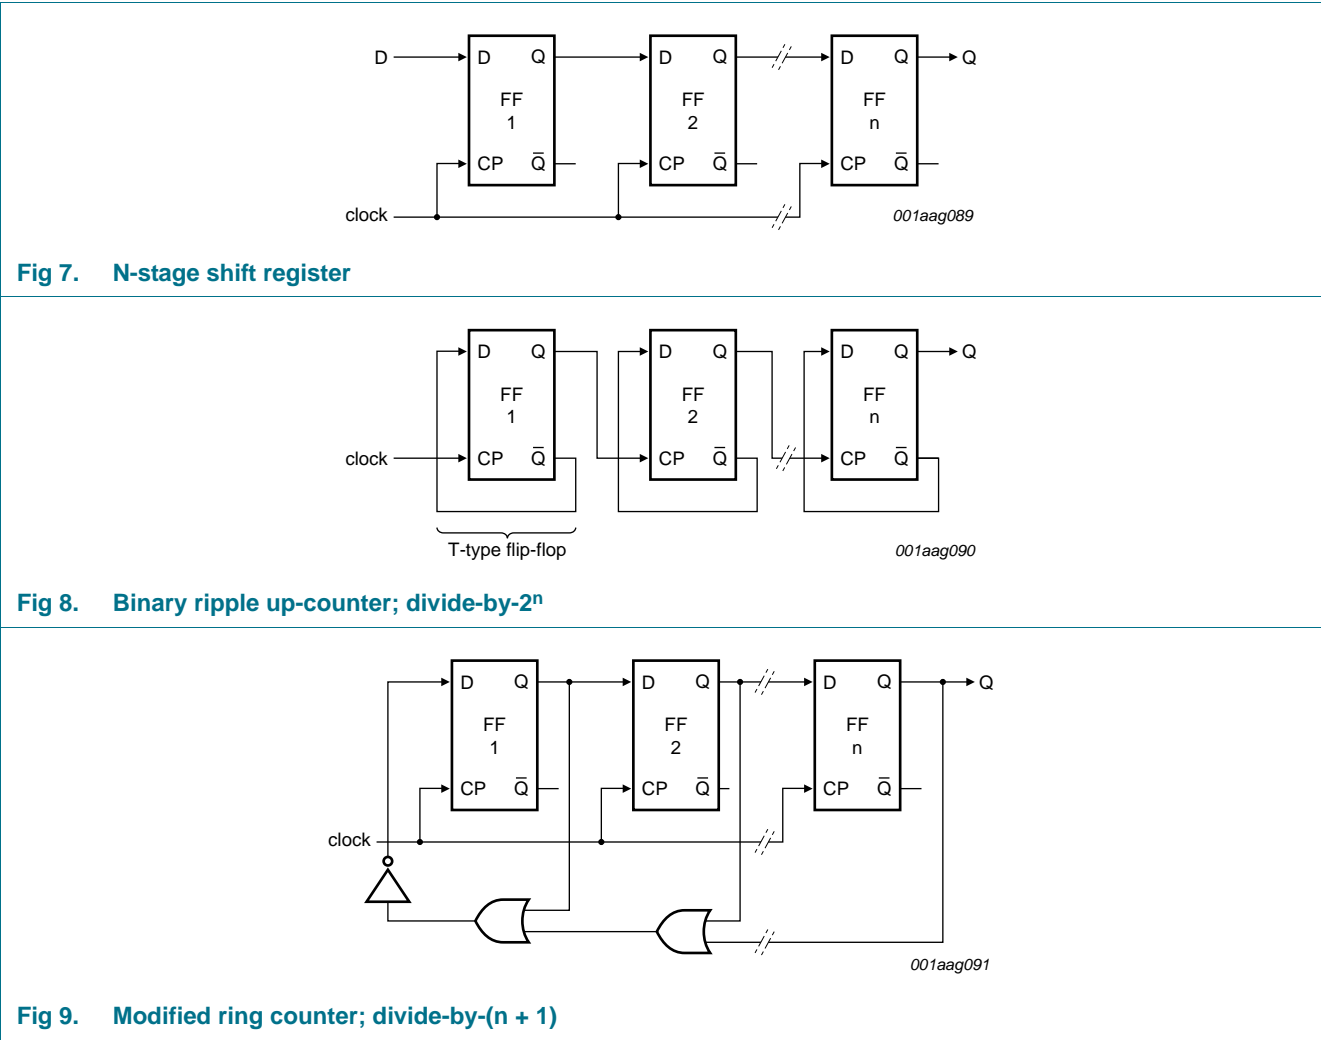 D D Q D Q D Q Q
FF FF FF
1 2 n
CP Q̅ CP Q̅ CP Q̅
clock 001aag089
Fig 7. N-stage shift register
D Q D Q D Q Q
FF FF FF
1 2 n
clock CP Q̅ CP Q̅ CP Q̅
T-type flip-flop 001aag090
Fig 8. Binary ripple up-counter; divide-by-2ⁿ
D Q D Q D Q Q
FF FF FF
1 2 n
CP Q̅ CP Q̅ CP Q̅
clock
001aag091
Fig 9. Modified ring counter; divide-by-(n + 1)